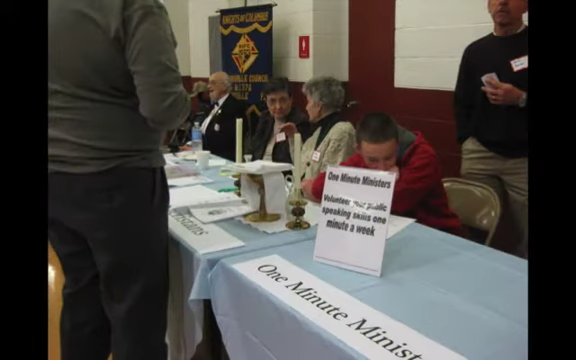 KNIGHTS OF COLUMBUS
COUNCIL
One Minute Ministers
Volunteer your public
speaking skills one
minute a week
One Minute Minist